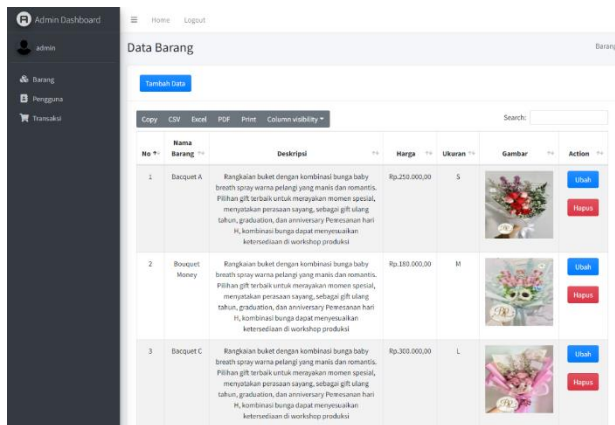 Admin Dashboard
Home Logout
admin
Data Barang
Barang
Barang
Pengguna
Transaksi
Tambah Data
Copy CSV Excel PDF Print Column visibility
Search:
No Nama Barang Deskripsi Harga Ukuran Gambar Action
1 Bacquet A Rp.250.000,00 S
Rangkaian buket dengan kombinasi bunga baby
breath spray warna pelangi yang manis dan romantis.
Pilihan gift terbaik untuk merayakan momen spesial,
menyatakan perasaan sayang, sebagai gift ulang
tahun, graduation, dan anniversary Pemesanan hari
H, kombinasi bunga dapat menyesuaikan
ketersediaan di workshop produksi
Ubah
Hapus
2 Bouquet Money Rp.180.000,00 M
Rangkaian buket dengan kombinasi bunga baby
breath spray warna pelangi yang manis dan romantis.
Pilihan gift terbaik untuk merayakan momen spesial,
menyatakan perasaan sayang, sebagai gift ulang
tahun, graduation, dan anniversary Pemesanan hari
H, kombinasi bunga dapat menyesuaikan
ketersediaan di workshop produksi
Ubah
Hapus
3 Bacquet C Rp.300.000,00 L
Rangkaian buket dengan kombinasi bunga baby
breath spray warna pelangi yang manis dan romantis.
Pilihan gift terbaik untuk merayakan momen spesial,
menyatakan perasaan sayang, sebagai gift ulang
tahun, graduation, dan anniversary Pemesanan hari
H, kombinasi bunga dapat menyesuaikan
ketersediaan di workshop produksi
Ubah
Hapus